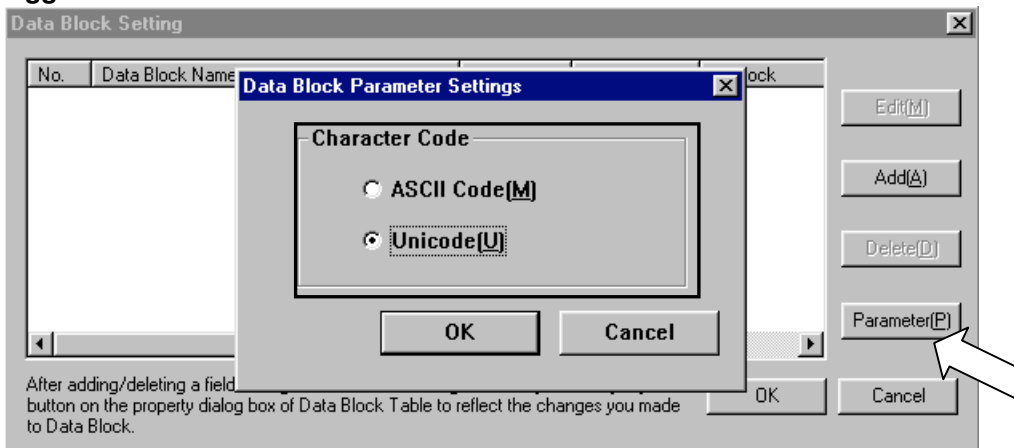 Data Block Setting
No. Data Block Name ock
Data Block Parameter Settings
Character Code
ASCII Code(M)
Unicode(U)
OK Cancel
Edit(M)
Add(A)
Delete(D)
Parameter(P)
After adding/deleting a field
button on the property dialog box of Data Block Table to reflect the changes you made
to Data Block.
OK Cancel